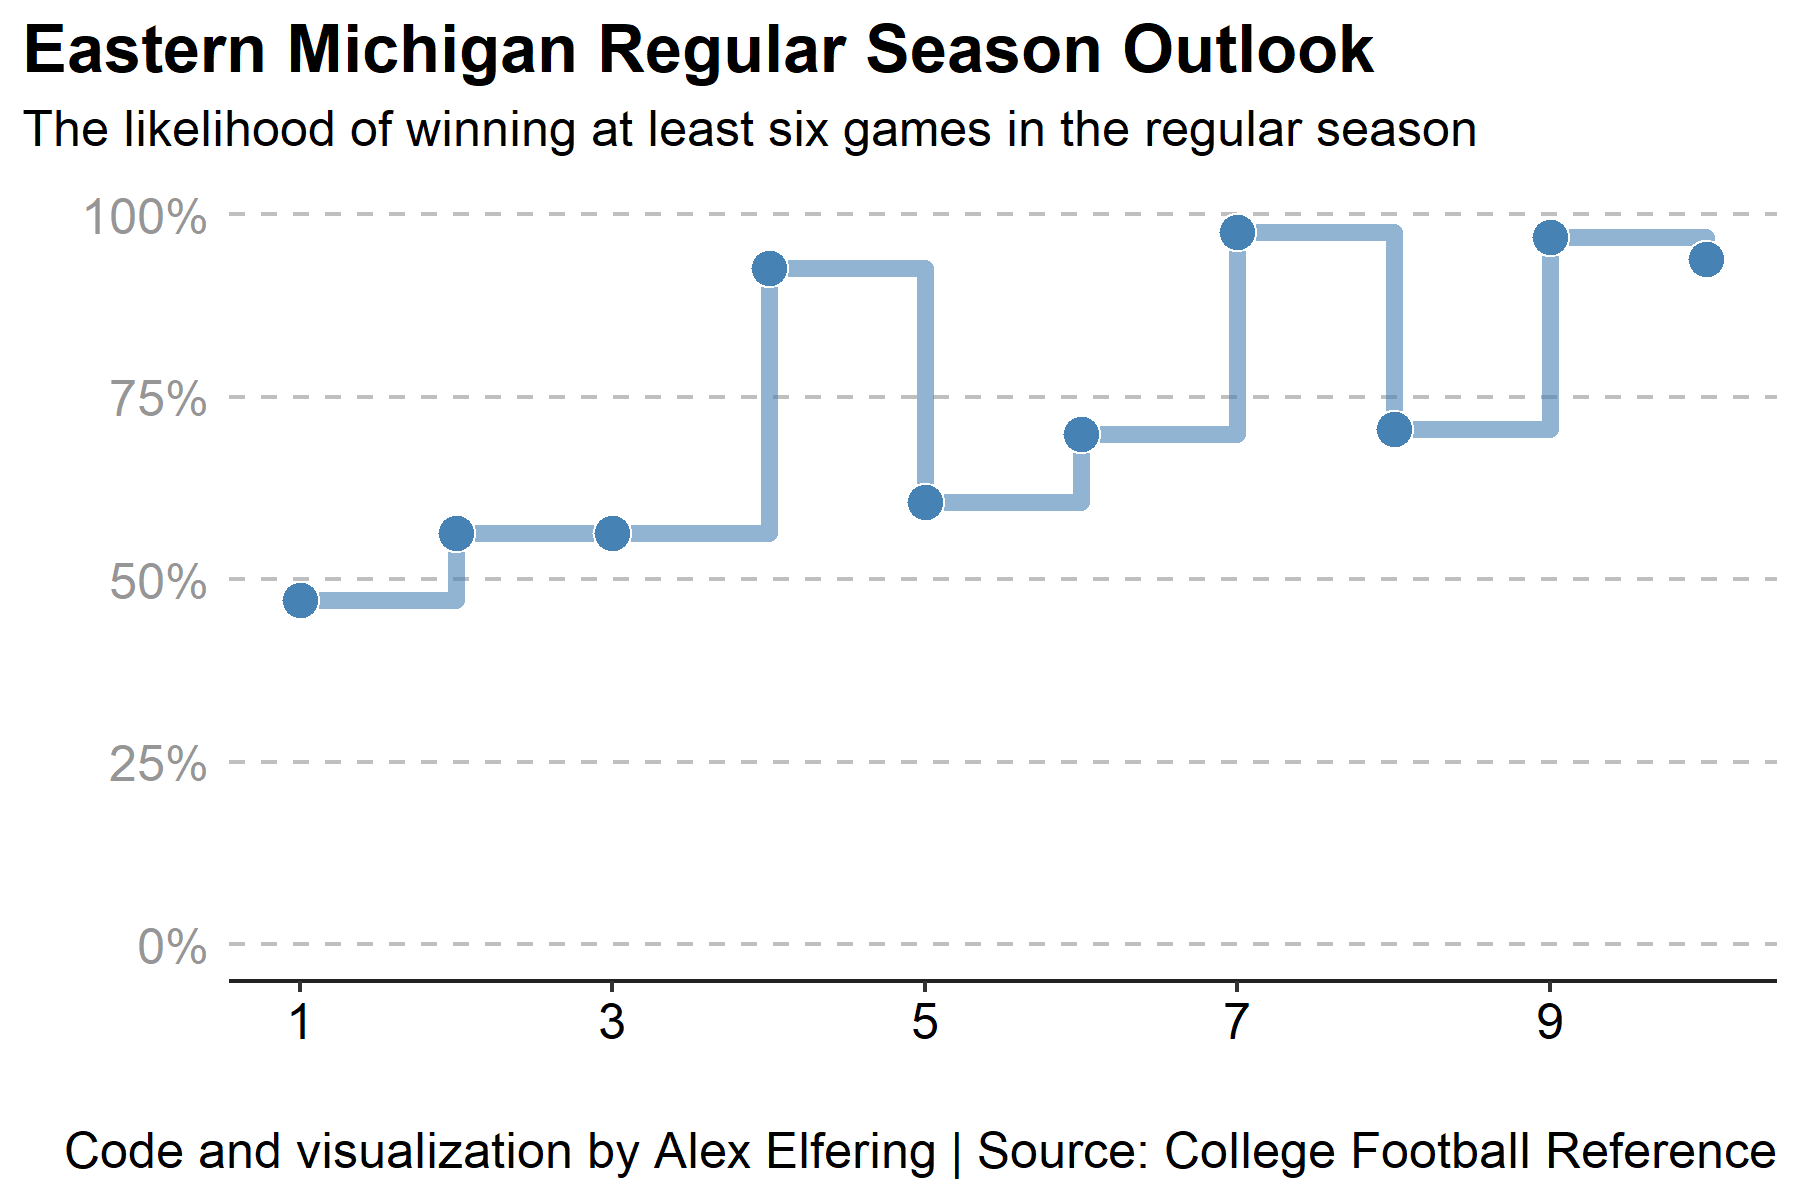 Eastern Michigan Regular Season Outlook
The likelihood of winning at least six games in the regular season
100%
75%
50%
25%
0%
1 3 5 7 9
Code and visualization by Alex Elfering | Source: College Football Reference